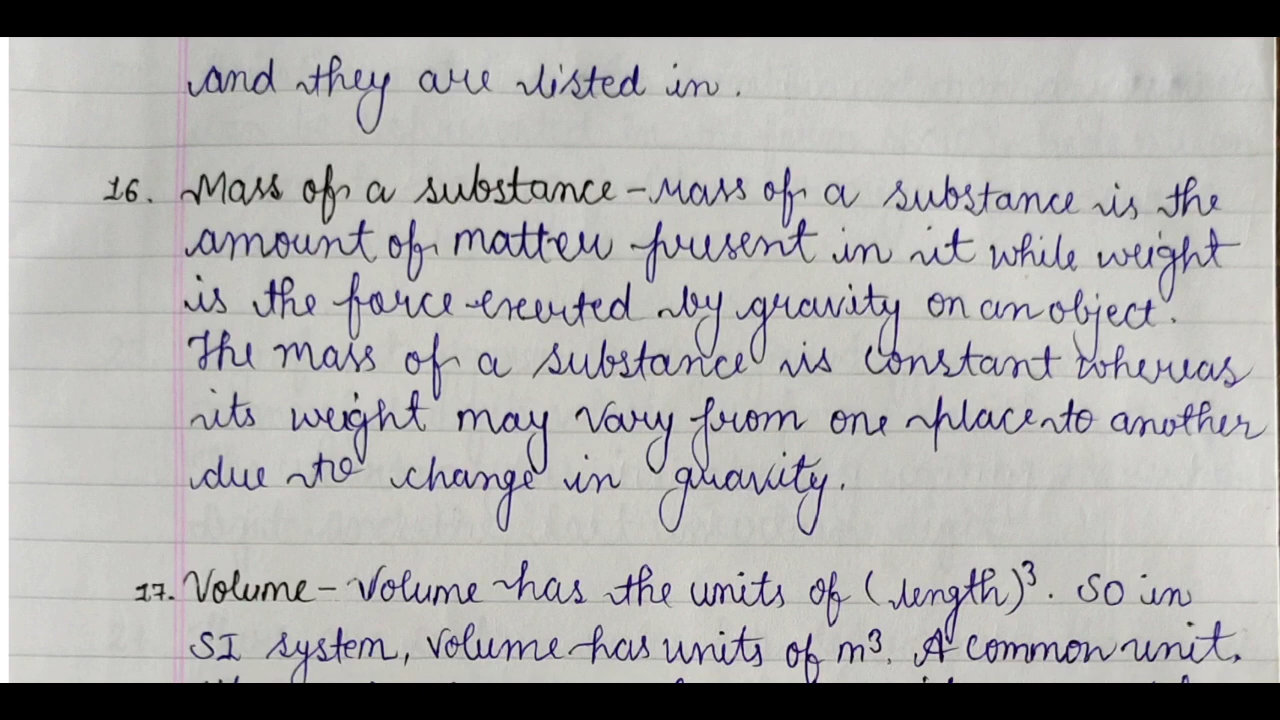 and they are listed in.
16. Mass of a substance - Mass of a substance is the
amount of matter present in it while weight
is the force exerted by gravity on an object.
The mass of a substance is constant whereas
its weight may vary from one place to another
due to change in gravity.
17. Volume - Volume has the units of (length)³. So in
SI system, volume has units of m³. A common unit,